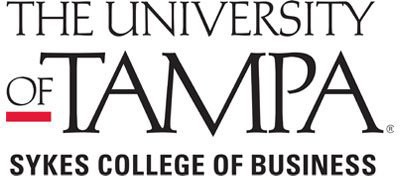 THE UNIVERSITY
OF TAMPA®
SYKES COLLEGE OF BUSINESS